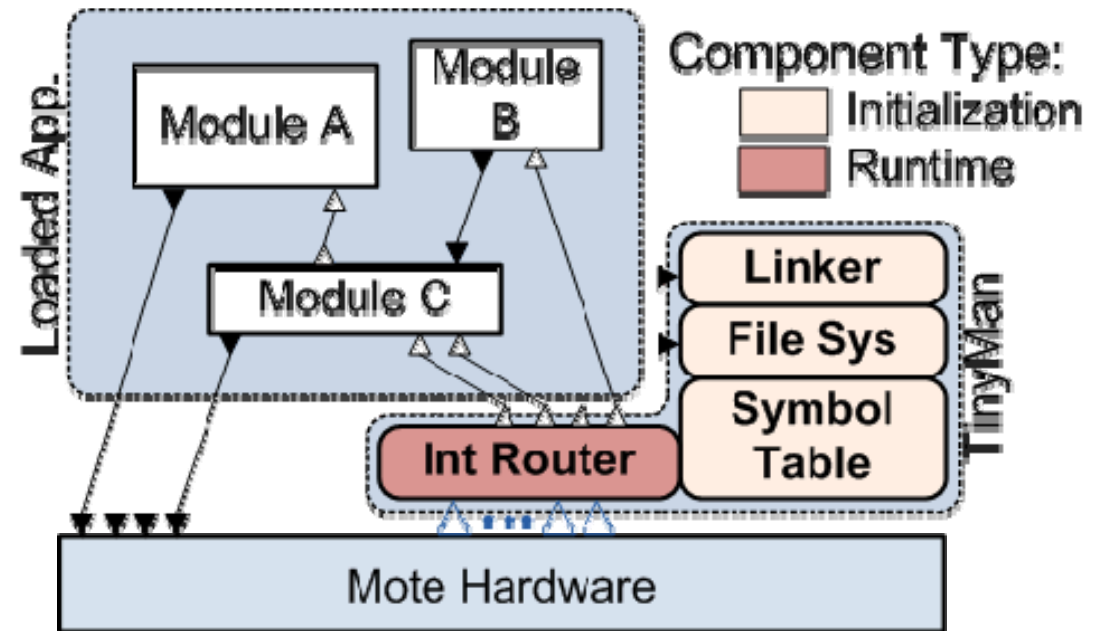 Loaded App.
Module A
Module
B
Module C
Component Type:
Initialization
Runtime
Linker
File Sys
Symbol
Table
TinyMan
Int Router
Mote Hardware